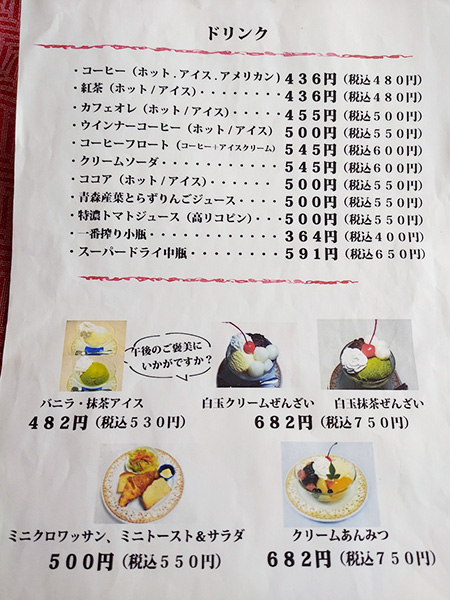 ドリンク
・コーヒー（ホット．アイス．アメリカン）436円（税込480円）
・紅茶（ホット/アイス）・・・・・・・・436円（税込480円）
・カフェオレ（ホット/アイス）・・・・・455円（税込500円）
・ウインナーコーヒー（ホット/アイス）　500円（税込550円）
・コーヒーフロート（コーヒー＋アイスクリーム）545円（税込600円）
・クリームソーダ・・・・・・・・・・・545円（税込600円）
・ココア（ホット/アイス）・・・・・・・500円（税込550円）
・青森産葉とらずりんごジュース・・・・500円（税込550円）
・特濃トマトジュース（高リコピン）・・・500円（税込550円）
・一番搾り小瓶・・・・・・・・・・・・364円（税込400円）
・スーパードライ中瓶・・・・・・・・591円（税込650円）
午後のご褒美に
いかがですか？
バニラ・抹茶アイス
482円（税込530円）
白玉クリームぜんざい　白玉抹茶ぜんざい
682円（税込750円）
ミニクロワッサン、ミニトースト＆サラダ
500円（税込550円）
クリームあんみつ
682円（税込750円）